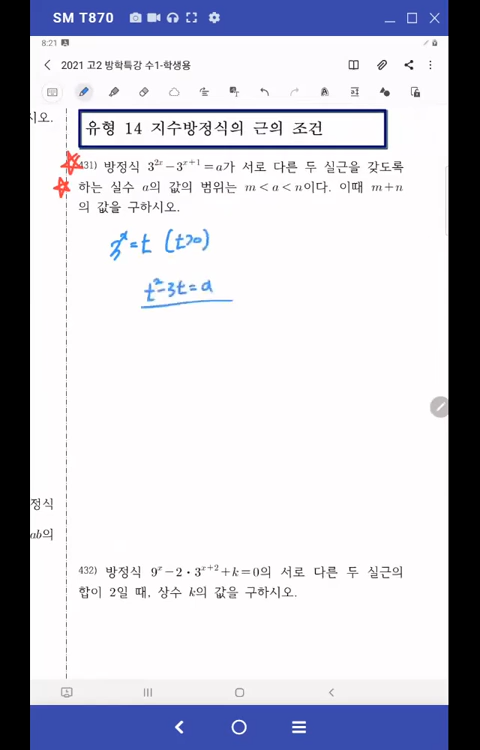 SM T870
8:21
2021 고2 방학특강 수1-학생용
시오.
유형 14 지수방정식의 근의 조건
431) 방정식 3^{2x}-3^{x+1}=a가 서로 다른 두 실근을 갖도록
하는 실수 a의 값의 범위는 m<a<n이다. 이때 m+n
의 값을 구하시오.
3^x=t (t>0)
t^2-3t=a
정식
ab의
432) 방정식 9^x-2·3^{x+2}+k=0의 서로 다른 두 실근의
합이 2일 때, 상수 k의 값을 구하시오.